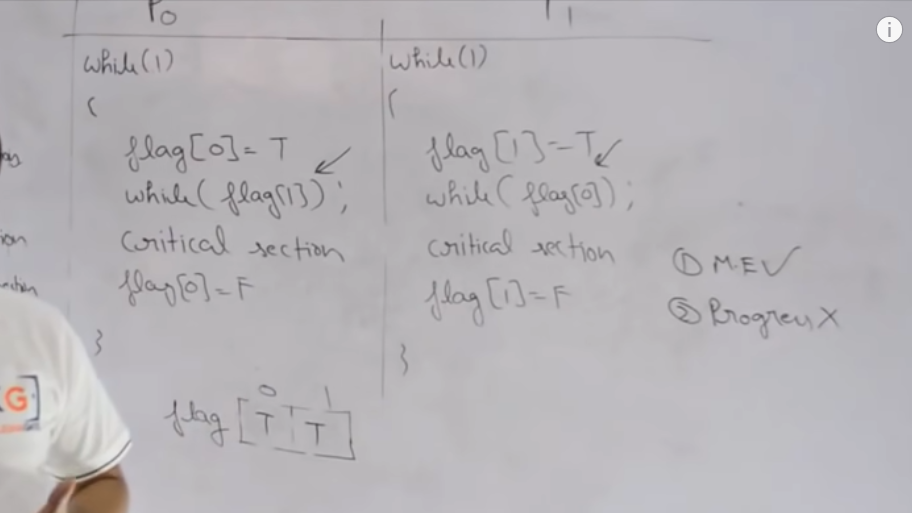 P0 P1
while(1) while(1)
{ {
flag[0]= T flag[1]=T
while(flag[1]); while(flag[0]);
critical section critical section
flag[0]=F flag[1]=F
} }
① M.E✓
② Progress X
0 1
flag [T T]
G